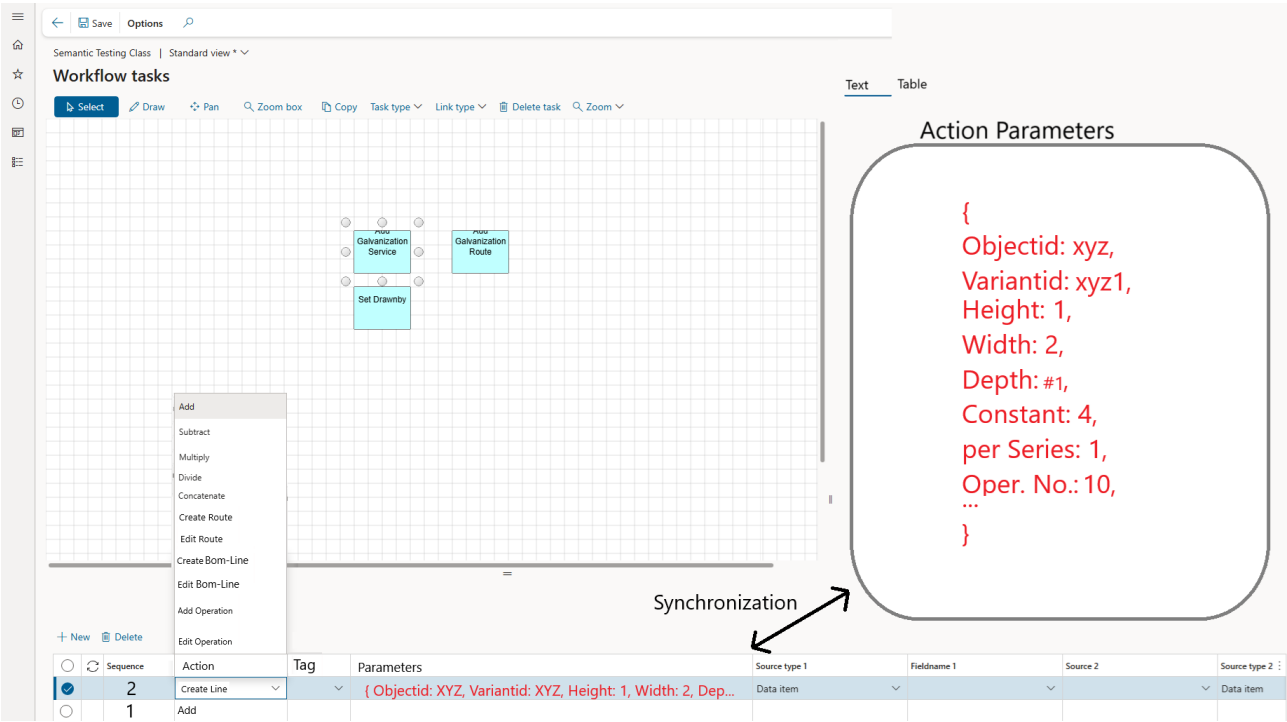 Save Options
Semantic Testing Class | Standard view *
Workflow tasks
Select Draw Pan Zoom box Copy Task type Link type Delete task Zoom
Text Table
Action Parameters
{
Objectid: xyz,
Variantid: xyz1,
Height: 1,
Width: 2,
Depth: #1,
Constant: 4,
per Series: 1,
Oper. No.: 10,
...
}
Add
Galvanization
Service
Add
Galvanization
Route
Set Drawnby
Add
Subtract
Multiply
Divide
Concatenate
Create Route
Edit Route
Create Bom-Line
Edit Bom-Line
Add Operation
Edit Operation
Synchronization
+ New Delete
Sequence Action Tag Parameters Source type 1 Fieldname 1 Source 2 Source type 2
2 Create Line { Objectid: XYZ, Variantid: XYZ, Height: 1, Width: 2, Dep... Data item Data item
1 Add